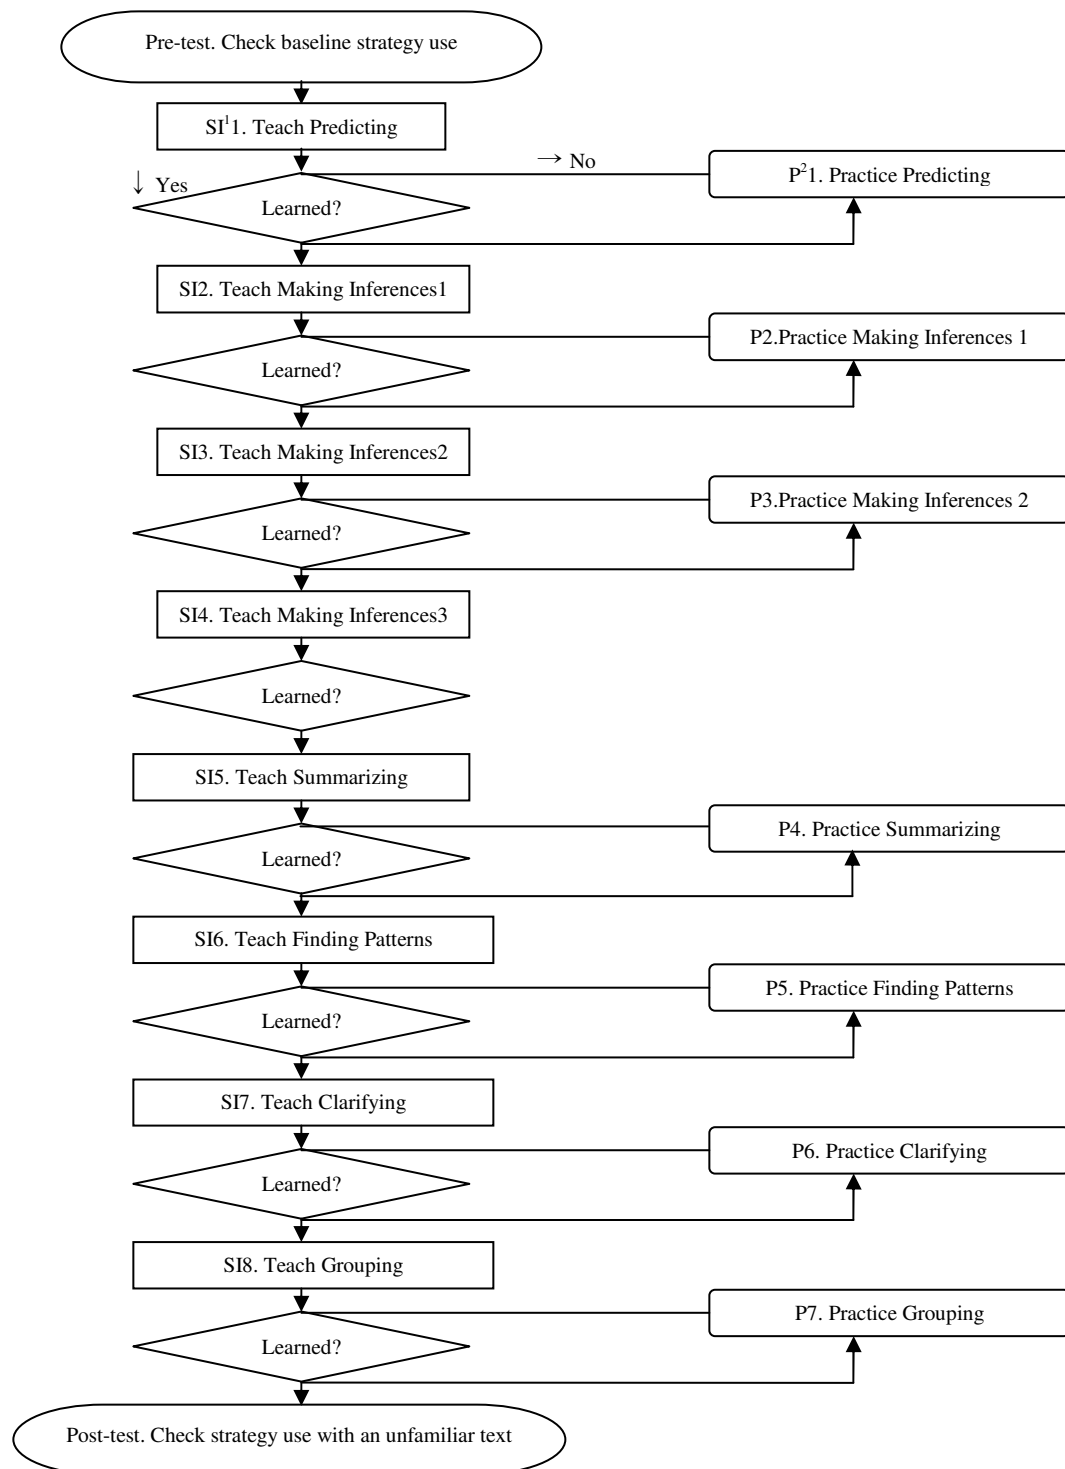 Pre-test. Check baseline strategy use
SI¹1. Teach Predicting
→ No
↓ Yes
P²1. Practice Predicting
Learned?
SI2. Teach Making Inferences1
P2.Practice Making Inferences 1
Learned?
SI3. Teach Making Inferences2
P3.Practice Making Inferences 2
Learned?
SI4. Teach Making Inferences3
Learned?
SI5. Teach Summarizing
P4. Practice Summarizing
Learned?
SI6. Teach Finding Patterns
P5. Practice Finding Patterns
Learned?
SI7. Teach Clarifying
P6. Practice Clarifying
Learned?
SI8. Teach Grouping
P7. Practice Grouping
Learned?
Post-test. Check strategy use with an unfamiliar text